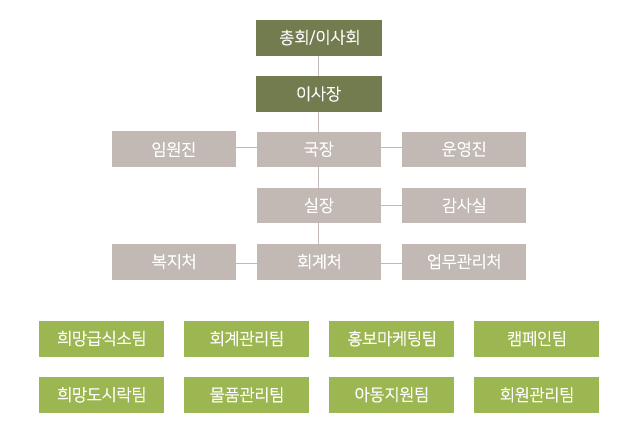 총회/이사회
이사장
임원진 국장 운영진
실장 감사실
복지처 회계처 업무관리처
희망급식소팀 회계관리팀 홍보마케팅팀 캠페인팀
희망도시락팀 물품관리팀 아동지원팀 회원관리팀